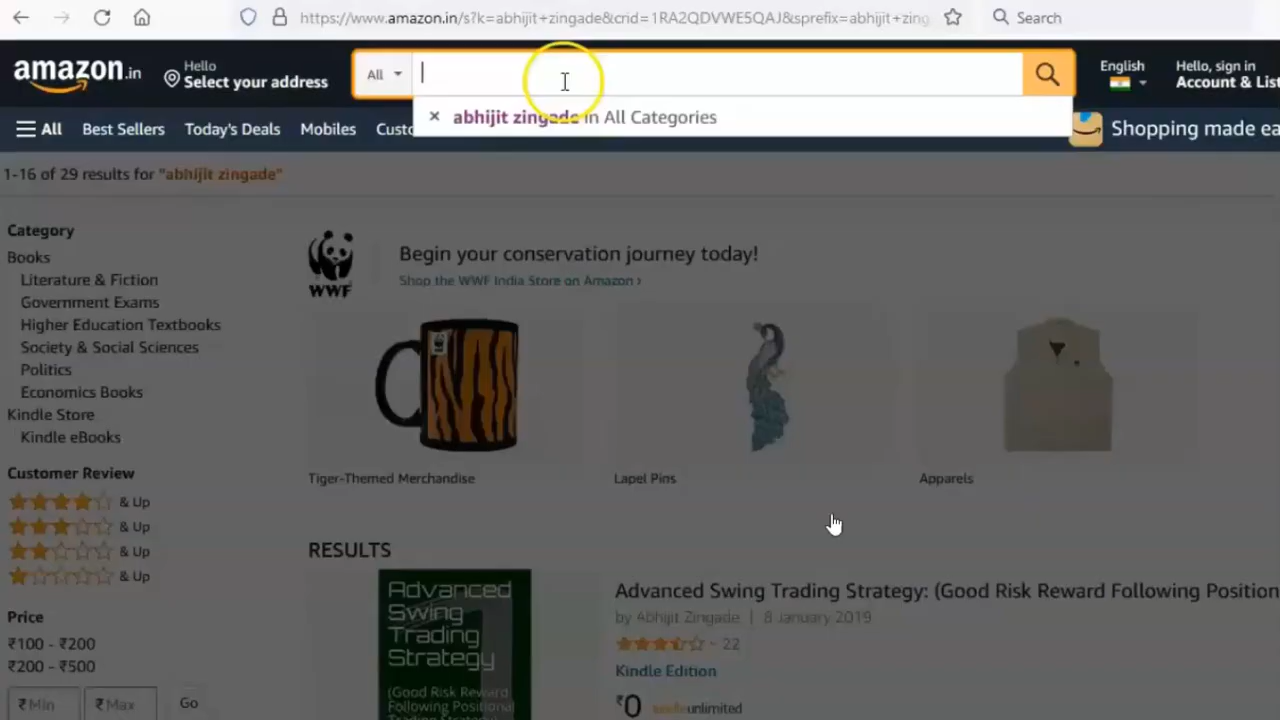 https://www.amazon.in/s?k=abhijit+zingade&crid=1RA2QDVWE5QAJ&sprefix=abhijit+zing
Search
amazon.in
Hello
Select your address
All
English
Hello, sign in
Account & List
abhijit zingade in All Categories
All
Best Sellers
Today's Deals
Mobiles
Custo
Shopping made ea
1-16 of 29 results for "abhijit zingade"
Category
Books
Literature & Fiction
Government Exams
Higher Education Textbooks
Society & Social Sciences
Politics
Economics Books
Kindle Store
Kindle eBooks
Customer Review
& Up
& Up
& Up
& Up
Price
₹100 - ₹200
₹200 - ₹500
₹ Min
₹ Max
Go
WWF
Begin your conservation journey today!
Shop the WWF India Store on Amazon ›
Tiger-Themed Merchandise
Lapel Pins
Apparels
RESULTS
Advanced
Swing
Trading
Strategy
(Good Risk Reward
Following Positional
Advanced Swing Trading Strategy: (Good Risk Reward Following Position
by Abhijit Zingade | 8 January 2019
22
Kindle Edition
₹0 kindleunlimited